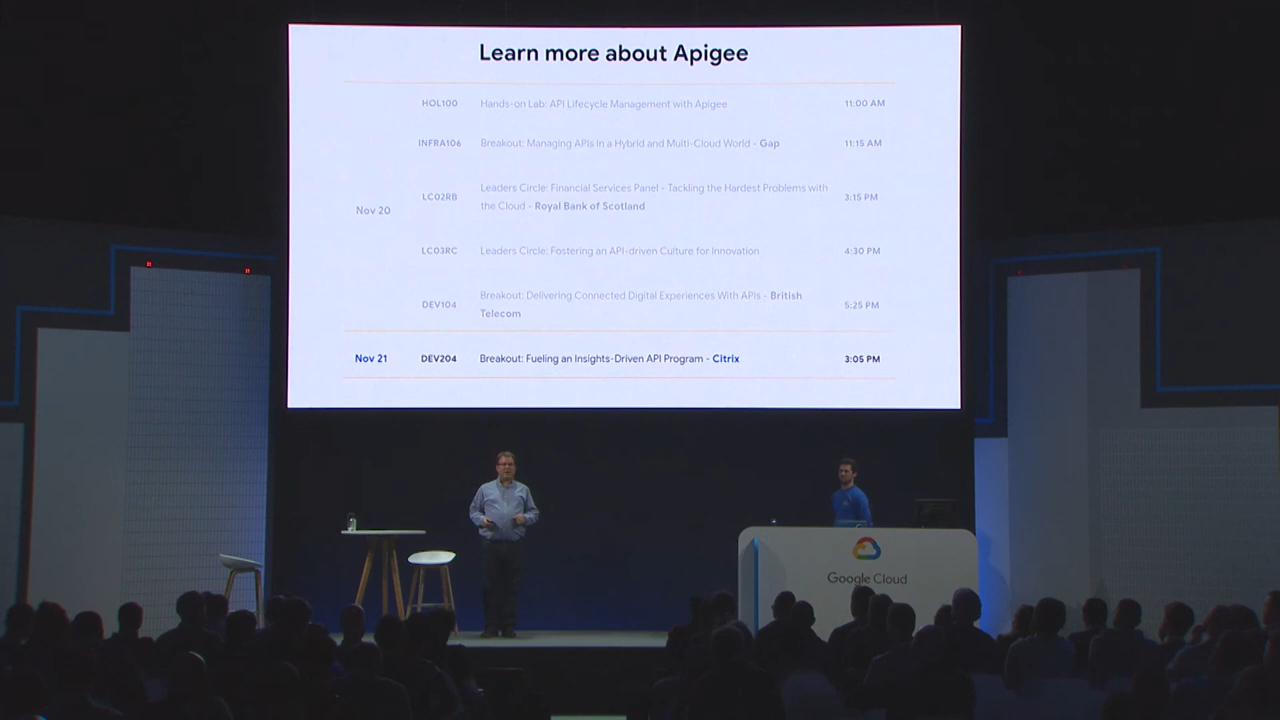 Learn more about Apigee
HOL100 Hands-on Lab: API Lifecycle Management with Apigee 11:00 AM
INFRA106 Breakout: Managing APIs in a Hybrid and Multi-Cloud World - Gap 11:15 AM
Leaders Circle: Financial Services Panel - Tackling the Hardest Problems with
LC02RB 3:15 PM
the Cloud - Royal Bank of Scotland
Nov 20
LC03RC Leaders Circle: Fostering an API-driven Culture for Innovation 4:30 PM
Breakout: Delivering Connected Digital Experiences With APIs - British
DEV104 5:25 PM
Telecom
Nov 21 DEV204 Breakout: Fueling an Insights-Driven API Program - Citrix 3:05 PM
Google Cloud